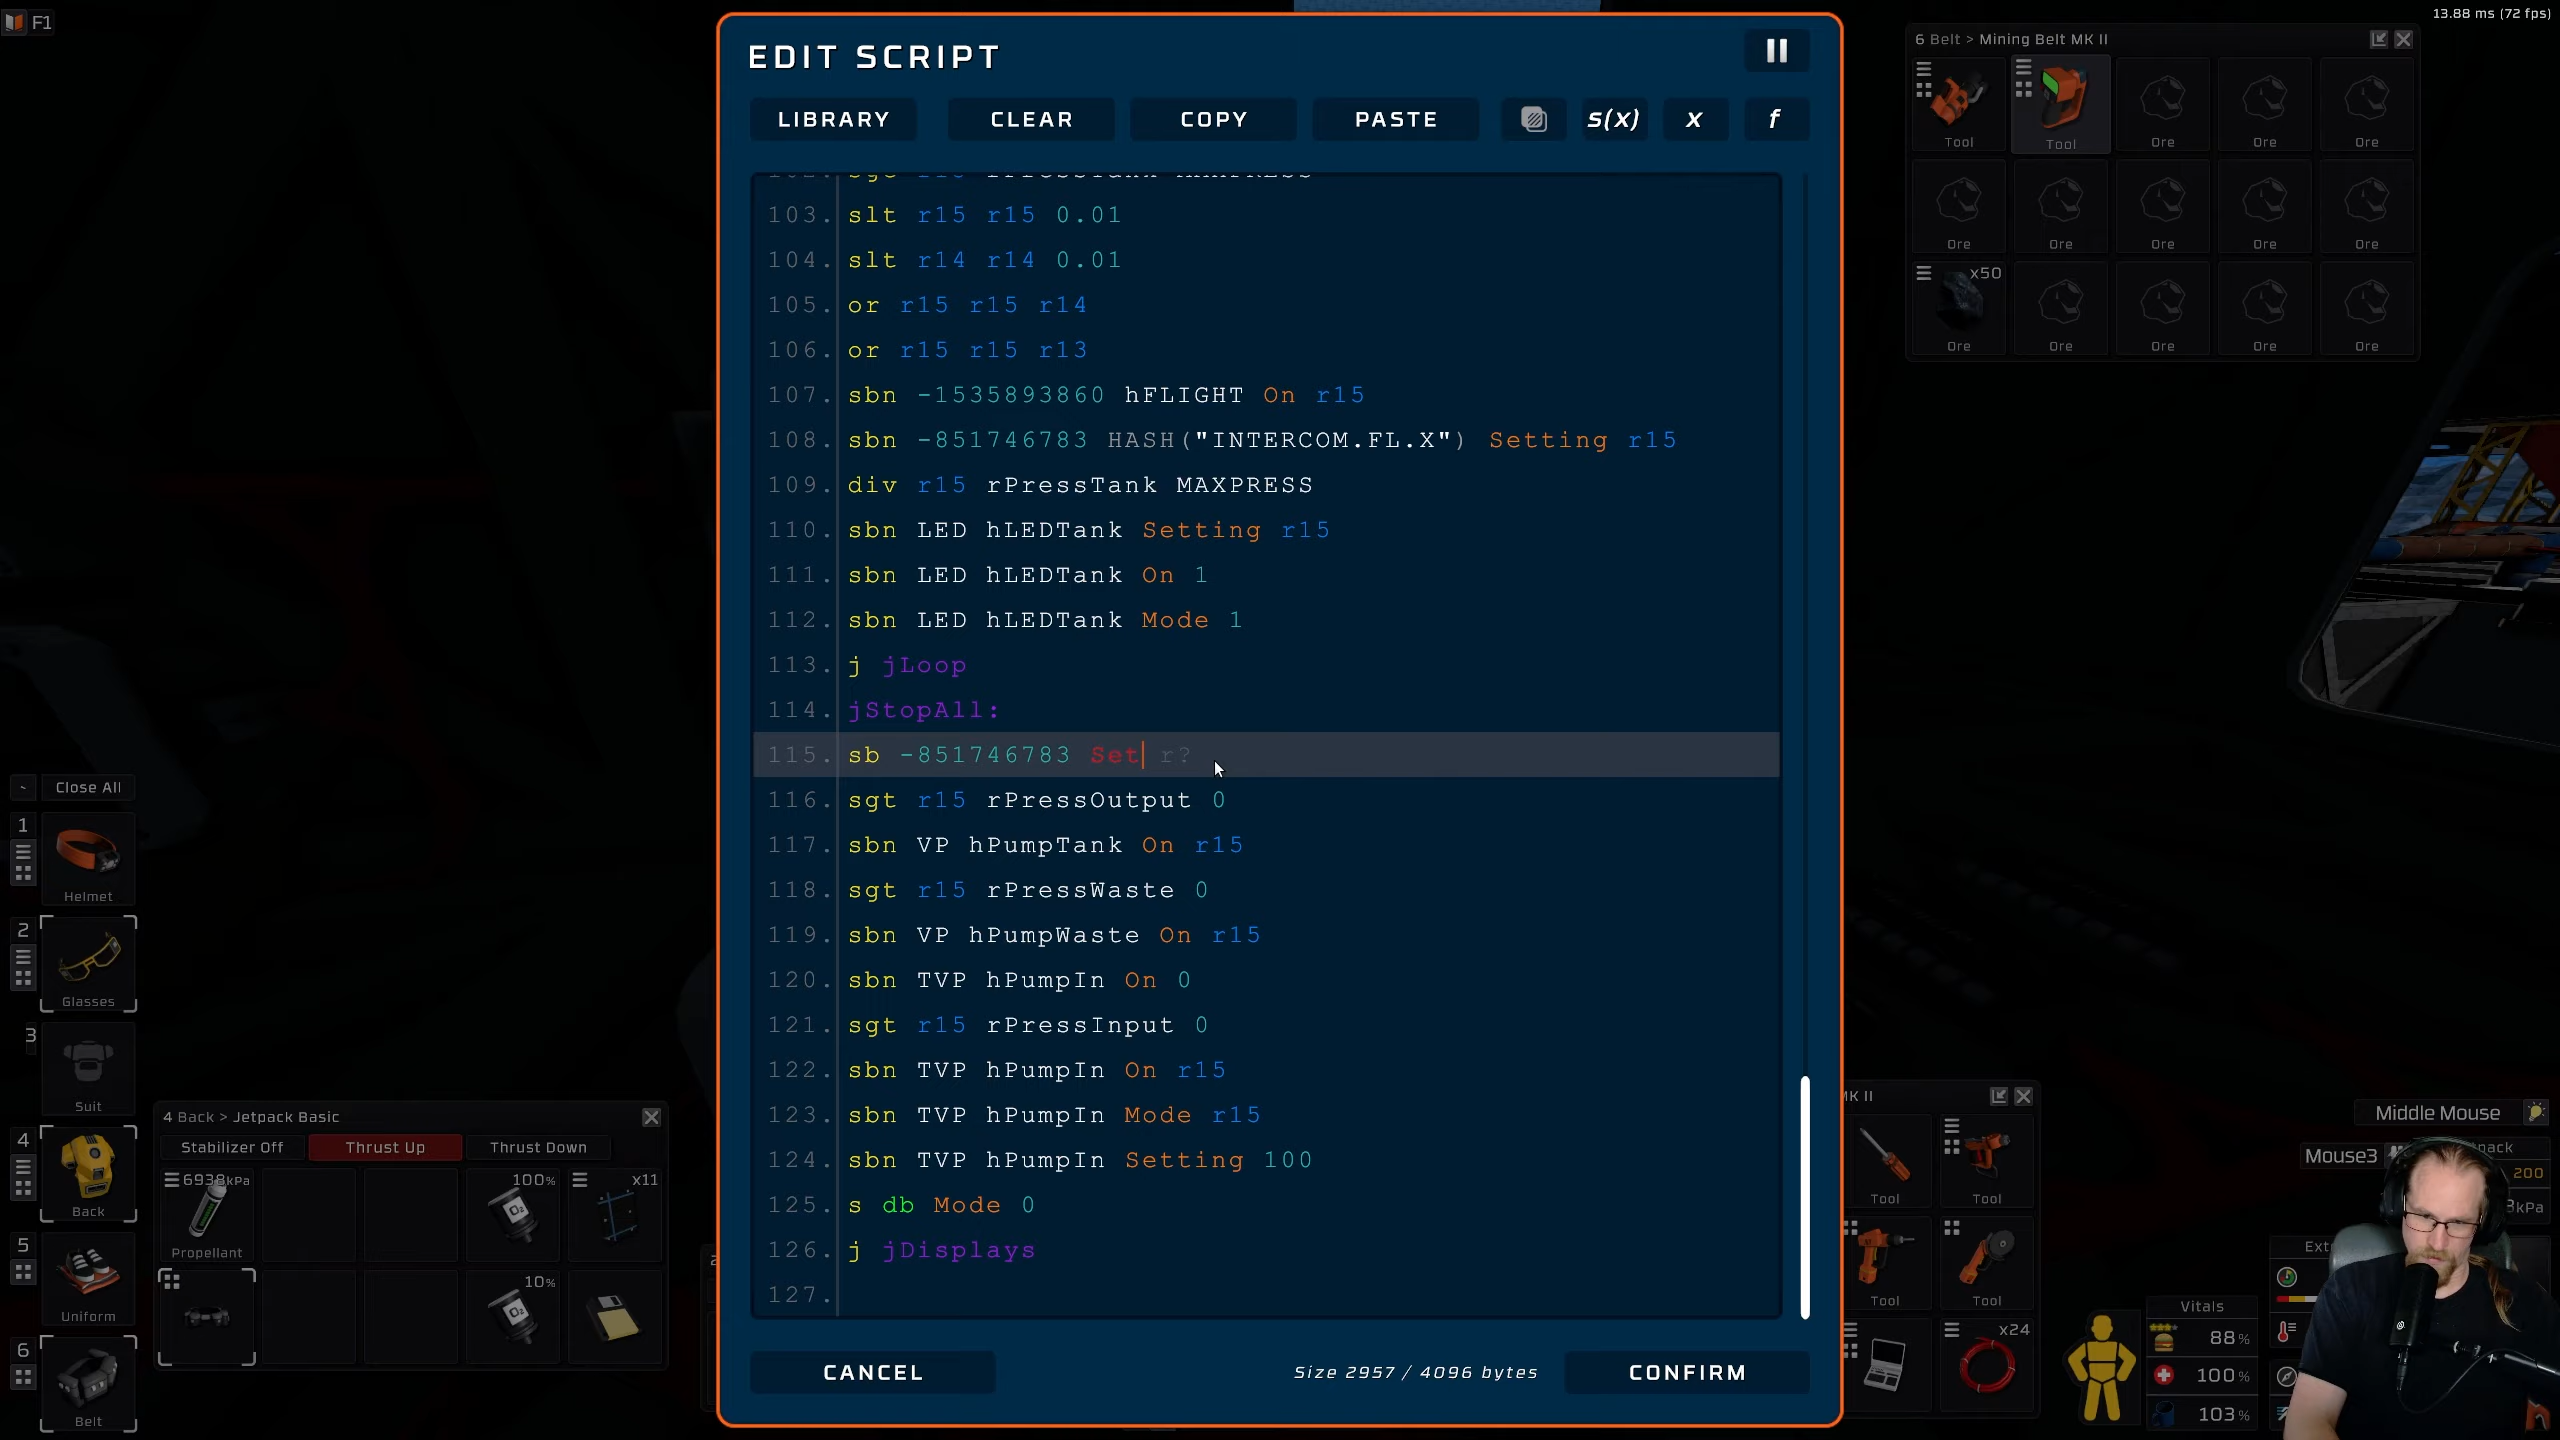 F1
13.88 ms (72 fps)
EDIT SCRIPT
LIBRARY
CLEAR
COPY
PASTE
s(x)
x
f
103. slt r15 r15 0.01
104. slt r14 r14 0.01
105. or r15 r15 r14
106. or r15 r15 r13
107. sbn -1535893860 hFLIGHT On r15
108. sbn -851746783 HASH("INTERCOM.FL.X") Setting r15
109. div r15 rPressTank MAXPRESS
110. sbn LED hLEDTank Setting r15
111. sbn LED hLEDTank On 1
112. sbn LED hLEDTank Mode 1
113. j jLoop
114. jStopAll:
115. sb -851746783 Set r?
116. sgt r15 rPressOutput 0
117. sbn VP hPumpTank On r15
118. sgt r15 rPressWaste 0
119. sbn VP hPumpWaste On r15
120. sbn TVP hPumpIn On 0
121. sgt r15 rPressInput 0
122. sbn TVP hPumpIn On r15
123. sbn TVP hPumpIn Mode r15
124. sbn TVP hPumpIn Setting 100
125. s db Mode 0
126. j jDisplays
127.
CANCEL
Size 2957 / 4096 bytes
CONFIRM
6 Belt > Mining Belt MK II
Tool
Tool
Ore
Ore
Ore
Ore
Ore
Ore
Ore
Ore
x50
Ore
Ore
Ore
Ore
Ore
~
Close All
1
Helmet
2
Glasses
3
Suit
4
Back
5
Uniform
6
Belt
4 Back > Jetpack Basic
Stabilizer Off
Thrust Up
Thrust Down
6938kPa
Propellant
100%
x11
10%
MK II
Tool
Tool
Tool
Tool
x24
Middle Mouse
Mouse3
200
Vitals
88%
100%
103%